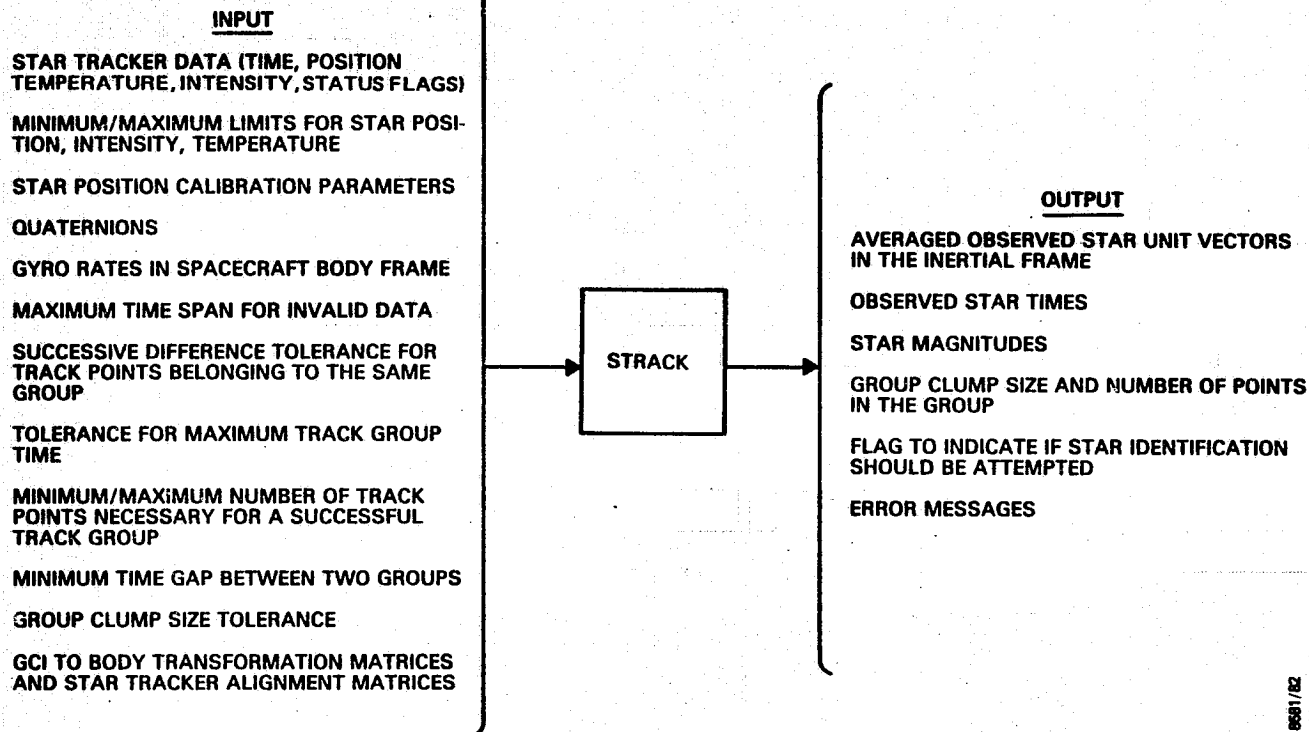 INPUT
STAR TRACKER DATA (TIME, POSITION
TEMPERATURE, INTENSITY, STATUS FLAGS)
MINIMUM/MAXIMUM LIMITS FOR STAR POSI-
TION, INTENSITY, TEMPERATURE
STAR POSITION CALIBRATION PARAMETERS
QUATERNIONS
GYRO RATES IN SPACECRAFT BODY FRAME
MAXIMUM TIME SPAN FOR INVALID DATA
SUCCESSIVE DIFFERENCE TOLERANCE FOR
TRACK POINTS BELONGING TO THE SAME
GROUP
TOLERANCE FOR MAXIMUM TRACK GROUP
TIME
MINIMUM/MAXIMUM NUMBER OF TRACK
POINTS NECESSARY FOR A SUCCESSFUL
TRACK GROUP
MINIMUM TIME GAP BETWEEN TWO GROUPS
GROUP CLUMP SIZE TOLERANCE
GCI TO BODY TRANSFORMATION MATRICES
AND STAR TRACKER ALIGNMENT MATRICES
STRACK
OUTPUT
AVERAGED OBSERVED STAR UNIT VECTORS
IN THE INERTIAL FRAME
OBSERVED STAR TIMES
STAR MAGNITUDES
GROUP CLUMP SIZE AND NUMBER OF POINTS
IN THE GROUP
FLAG TO INDICATE IF STAR IDENTIFICATION
SHOULD BE ATTEMPTED
ERROR MESSAGES
8681/82